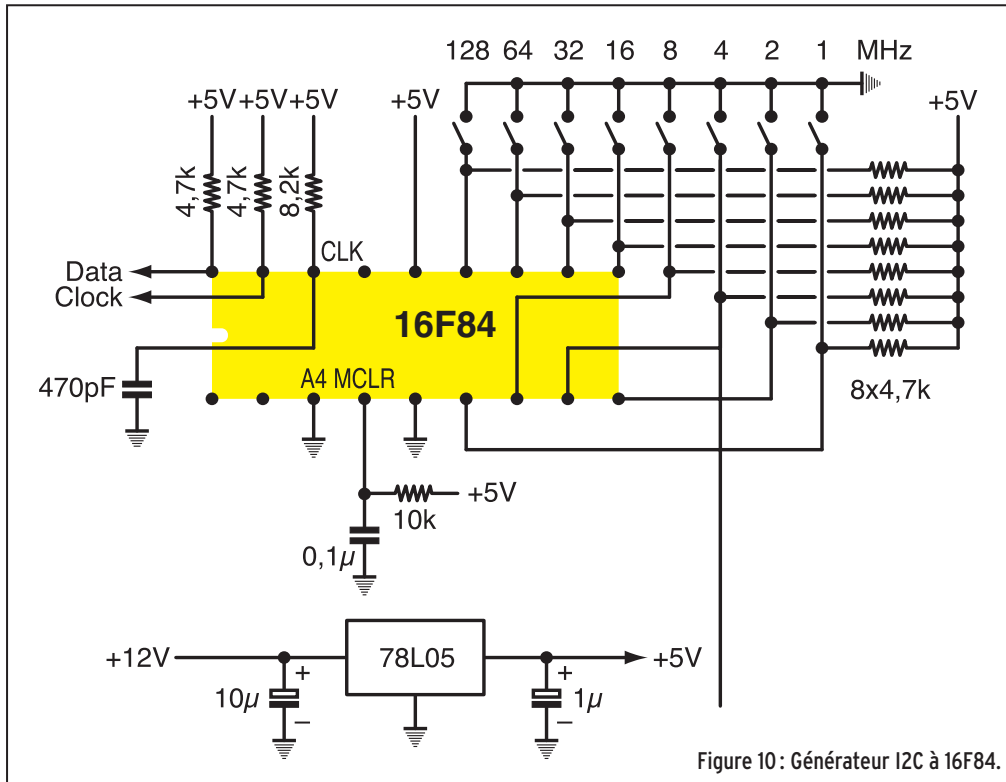 128 64 32 16 8 4 2 1 MHz
+5V +5V +5V +5V +5V
4,7k 4,7k 8,2k
CLK
Data
Clock
16F84
470pF
A4 MCLR
8x4,7k
+5V
10k
0,1µ
+12V 78L05 +5V
10µ + − + 1µ −
Figure 10 : Générateur I2C à 16F84.